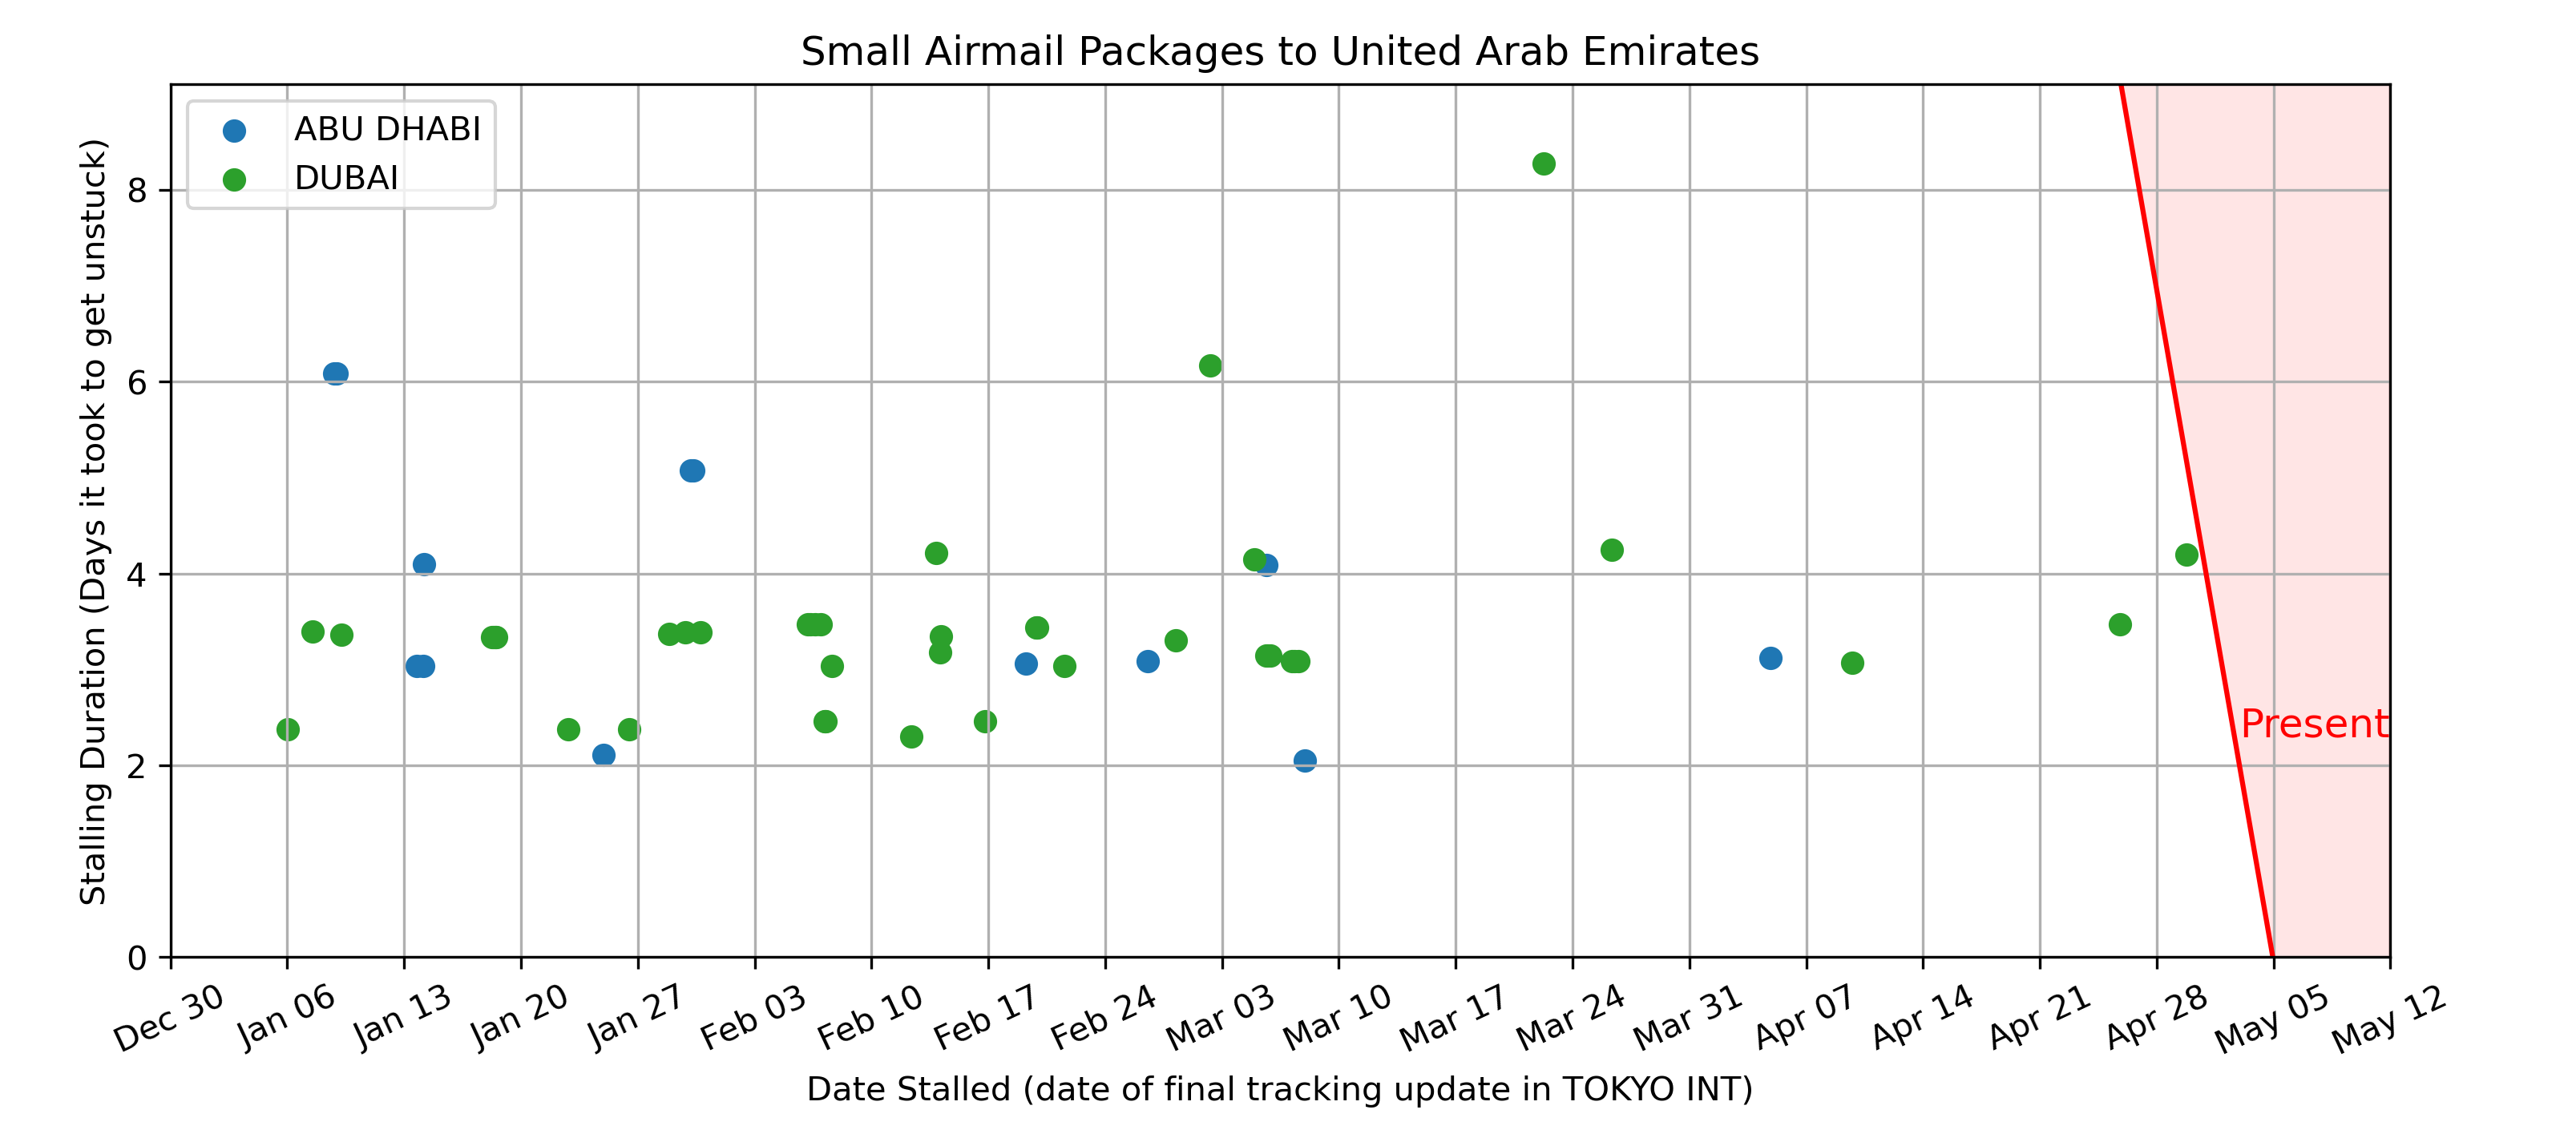 Small Airmail Packages to United Arab Emirates
ABU DHABI
DUBAI
Stalling Duration (Days it took to get unstuck)
8
6
4
2
0
Present
Dec 30
Jan 06
Jan 13
Jan 20
Jan 27
Feb 03
Feb 10
Feb 17
Feb 24
Mar 03
Mar 10
Mar 17
Mar 24
Mar 31
Apr 07
Apr 14
Apr 21
Apr 28
May 05
May 12
Date Stalled (date of final tracking update in TOKYO INT)